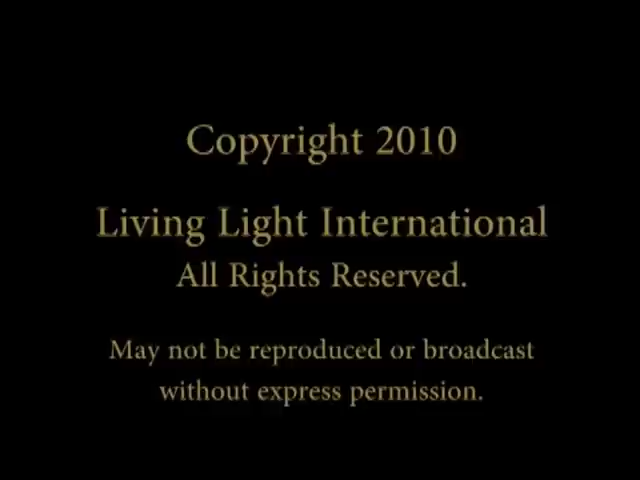 Copyright 2010
Living Light International
All Rights Reserved.
May not be reproduced or broadcast
without express permission.